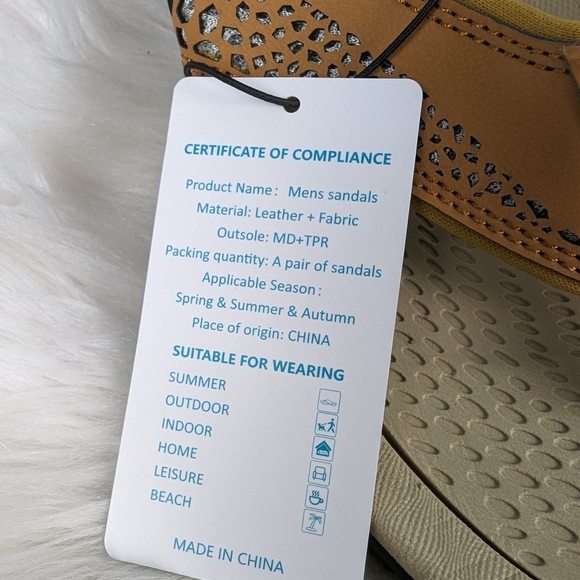 CERTIFICATE OF COMPLIANCE
Product Name: Mens sandals
Material: Leather + Fabric
Outsole: MD+TPR
Packing quantity: A pair of sandals
Applicable Season:
Spring & Summer & Autumn
Place of origin: CHINA
SUITABLE FOR WEARING
SUMMER
OUTDOOR
INDOOR
HOME
LEISURE
BEACH
MADE IN CHINA